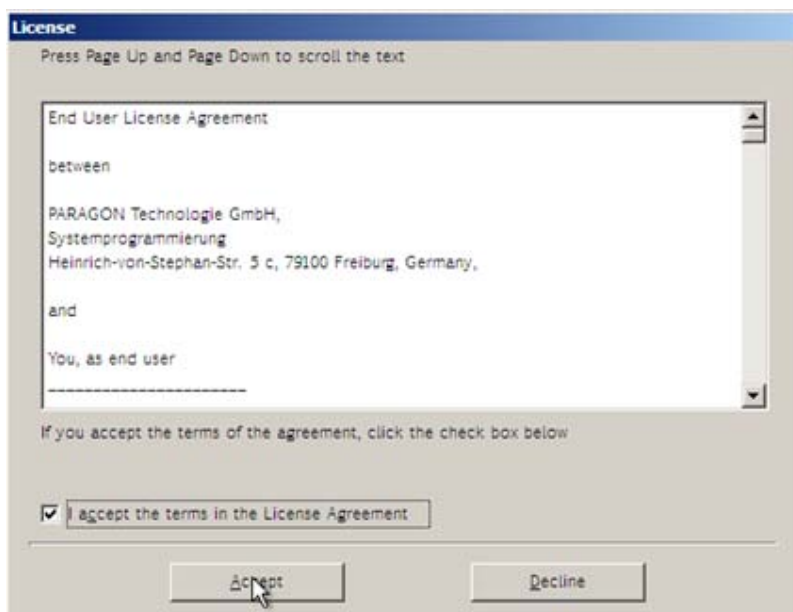 License
Press Page Up and Page Down to scroll the text
End User License Agreement
between
PARAGON Technologie GmbH,
Systemprogrammierung
Heinrich-von-Stephan-Str. 5 c, 79100 Freiburg, Germany,
and
You, as end user
----------------------
If you accept the terms of the agreement, click the check box below
I accept the terms in the License Agreement
Accept
Decline